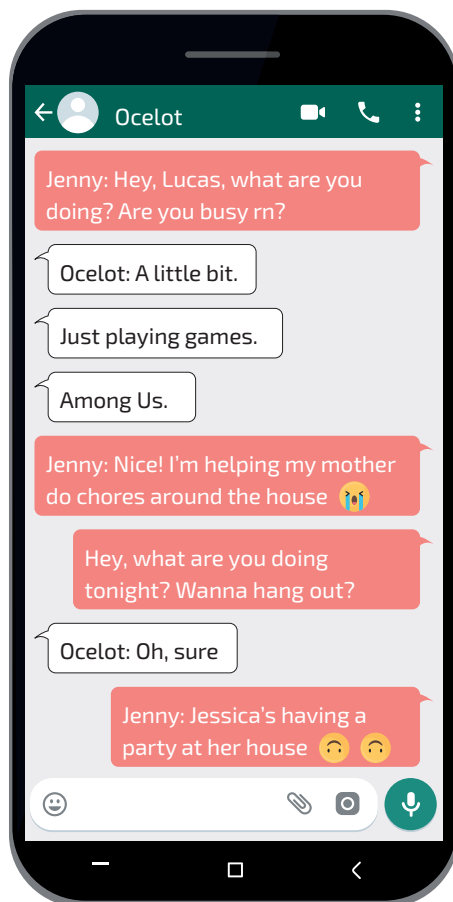 Ocelot
Jenny: Hey, Lucas, what are you
doing? Are you busy rn?
Ocelot: A little bit.
Just playing games.
Among Us.
Jenny: Nice! I'm helping my mother
do chores around the house 😭
Hey, what are you doing
tonight? Wanna hang out?
Ocelot: Oh, sure
Jenny: Jessica's having a
party at her house 🙃 🙃